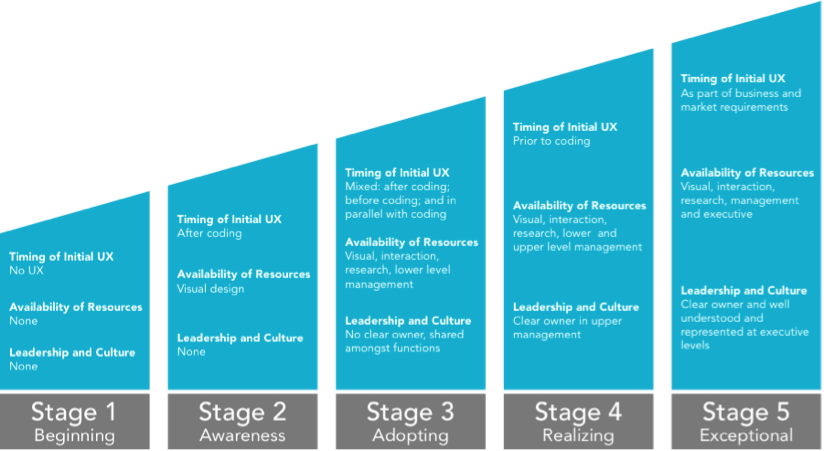 Timing of Initial UX
No UX
Availability of Resources
None
Leadership and Culture
None
Stage 1
Beginning
Timing of Initial UX
After coding
Availability of Resources
Visual design
Leadership and Culture
None
Stage 2
Awareness
Timing of Initial UX
Mixed: after coding;
before coding; and in
parallel with coding
Availability of Resources
Visual, interaction,
research, lower level
management
Leadership and Culture
No clear owner, shared
amongst functions
Stage 3
Adopting
Timing of Initial UX
Prior to coding
Availability of Resources
Visual, interaction,
research, lower and
upper level management
Leadership and Culture
Clear owner in upper
management
Stage 4
Realizing
Timing of Initial UX
As part of business and
market requirements
Availability of Resources
Visual, interaction,
research, management
and executive
Leadership and Culture
Clear owner and well
understood and
represented at executive
levels
Stage 5
Exceptional